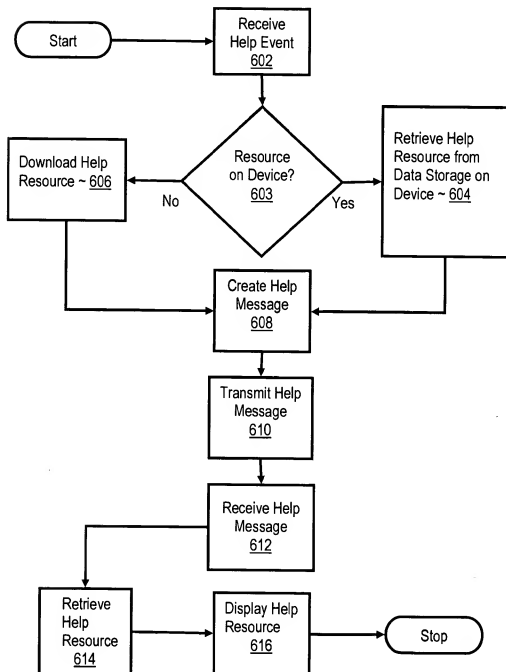 Start
Receive
Help Event
602
Resource
on Device?
603
No
Yes
Download Help
Resource ~ 606
Retrieve Help
Resource from
Data Storage on
Device ~ 604
Create Help
Message
608
Transmit Help
Message
610
Receive Help
Message
612
Retrieve
Help
Resource
614
Display Help
Resource
616
Stop